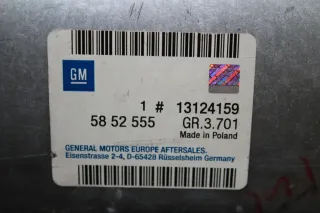 GM
1 # 13124159
58 52 555 GR.3.701
Made in Poland
GENERAL MOTORS EUROPE AFTERSALES.
Eisenstrasse 2-4, D-65428 Rüsselsheim Germany